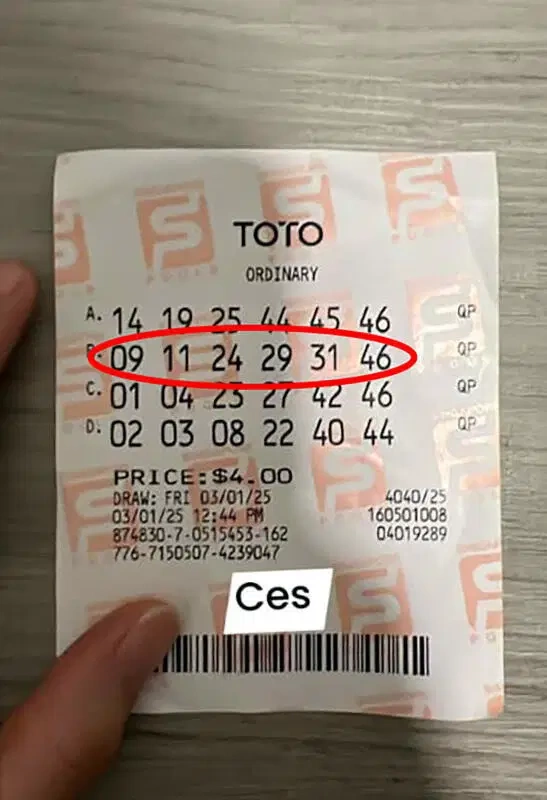 TOTO
ORDINARY
A. 14 19 25 44 45 46 QP
B. 09 11 24 29 31 46 QP
C. 01 04 23 27 42 46 QP
D. 02 03 08 22 40 44 QP
PRICE:$4.00
DRAW: FRI 03/01/25 4040/25
03/01/25 12:44 PM 160501008
874830-7-0515453-162 04019289
776-7150507-4239047
Ces